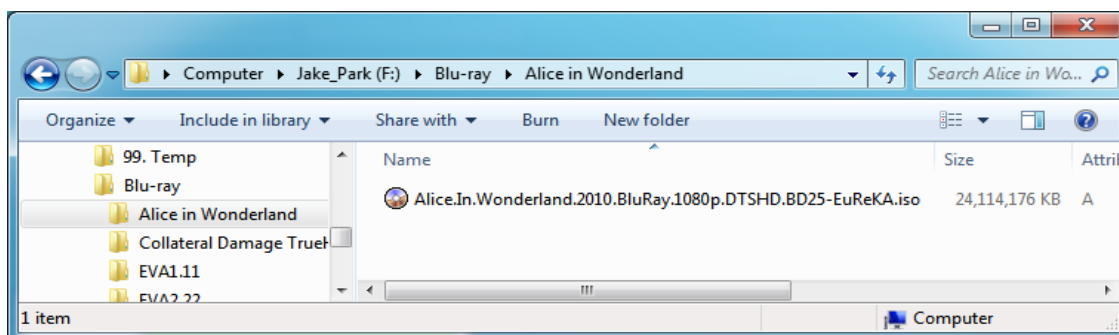 Computer ▸ Jake_Park (F:) ▸ Blu-ray ▸ Alice in Wonderland
Search Alice in Wo...
Organize Include in library Share with Burn New folder
99. Temp
Blu-ray
Alice in Wonderland
Collateral Damage TrueH
EVA1.11
EVA2.22
Name Size Attri
Alice.In.Wonderland.2010.BluRay.1080p.DTSHD.BD25-EuReKA.iso 24,114,176 KB A
1 item Computer